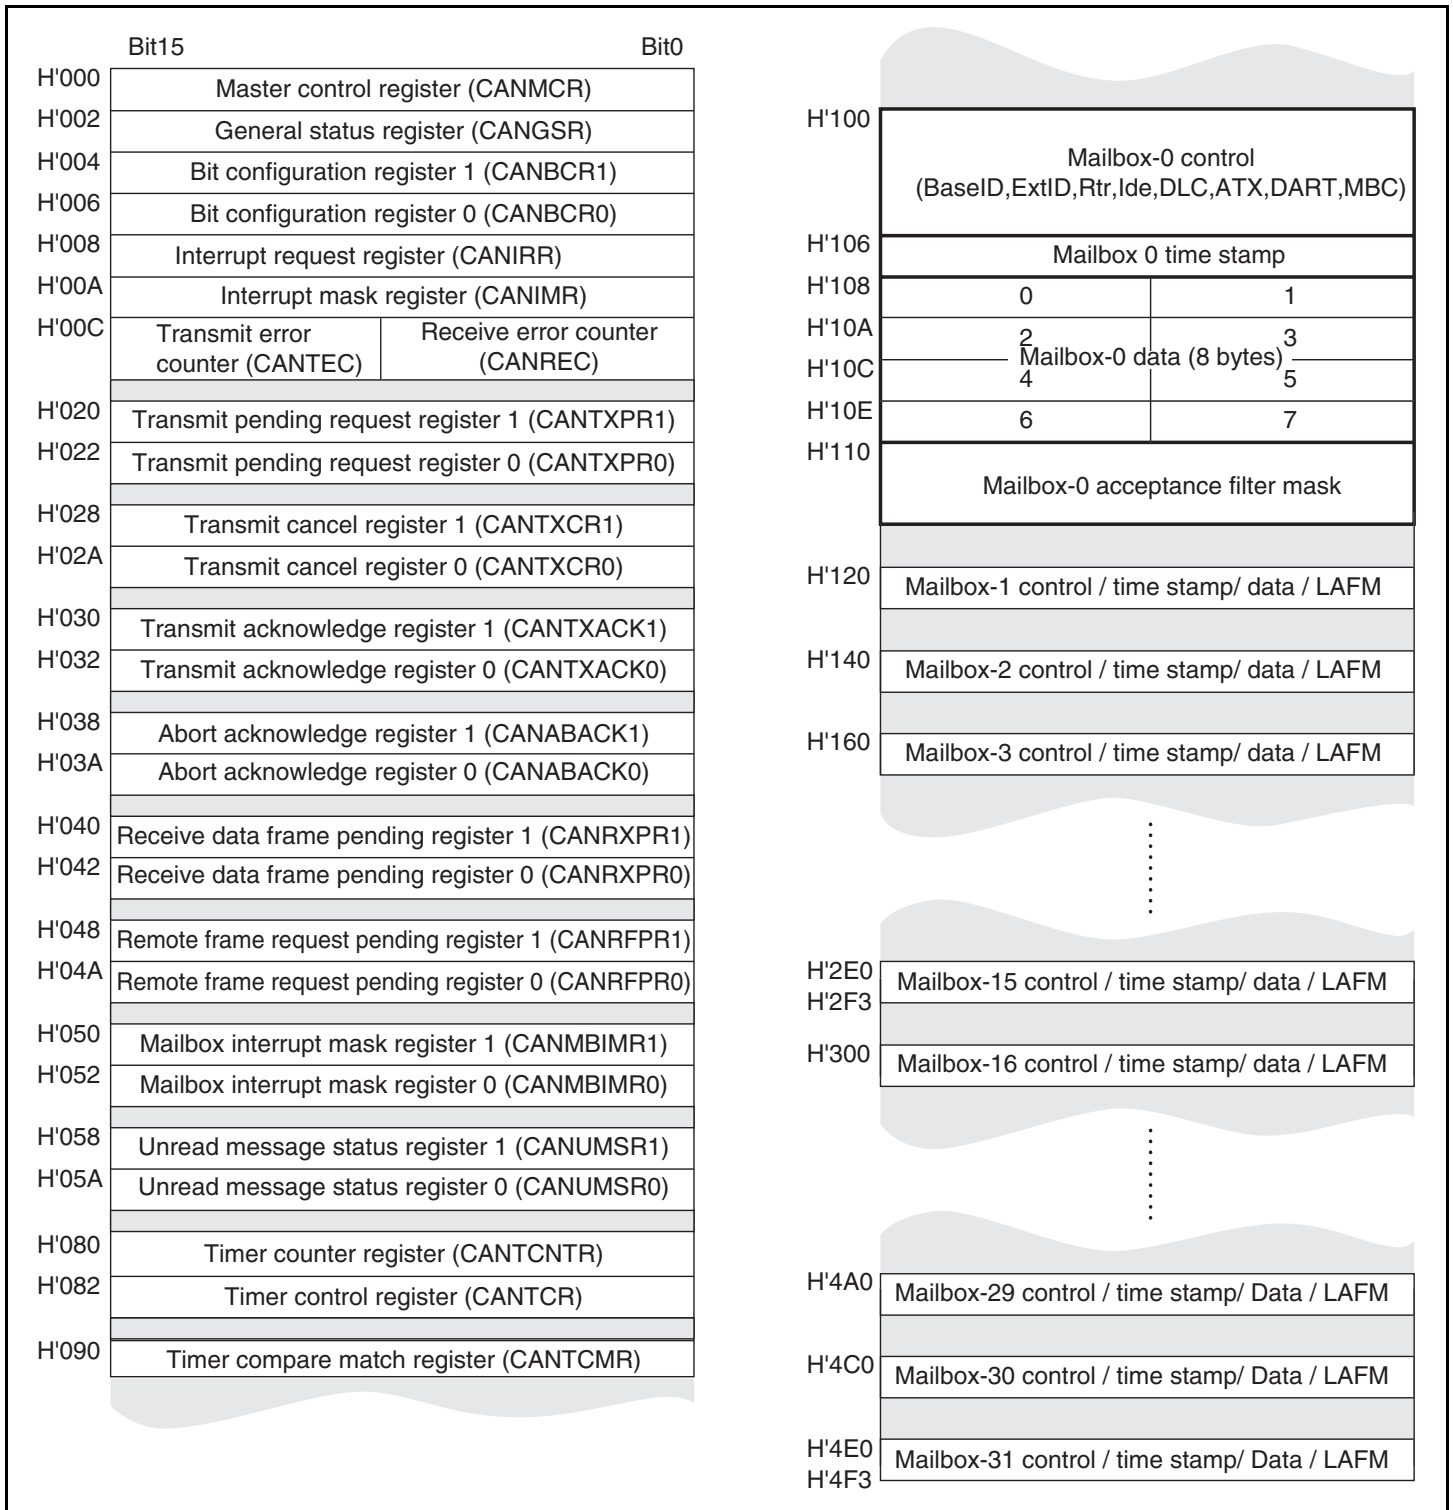 Bit15 Bit0
H'000 Master control register (CANMCR)
H'002 General status register (CANGSR)
H'004 Bit configuration register 1 (CANBCR1)
H'006 Bit configuration register 0 (CANBCR0)
H'008 Interrupt request register (CANIRR)
H'00A Interrupt mask register (CANIMR)
H'00C Transmit error counter (CANTEC) Receive error counter (CANREC)
H'020 Transmit pending request register 1 (CANTXPR1)
H'022 Transmit pending request register 0 (CANTXPR0)
H'028 Transmit cancel register 1 (CANTXCR1)
H'02A Transmit cancel register 0 (CANTXCR0)
H'030 Transmit acknowledge register 1 (CANTXACK1)
H'032 Transmit acknowledge register 0 (CANTXACK0)
H'038 Abort acknowledge register 1 (CANABACK1)
H'03A Abort acknowledge register 0 (CANABACK0)
H'040 Receive data frame pending register 1 (CANRXPR1)
H'042 Receive data frame pending register 0 (CANRXPR0)
H'048 Remote frame request pending register 1 (CANRFPR1)
H'04A Remote frame request pending register 0 (CANRFPR0)
H'050 Mailbox interrupt mask register 1 (CANMBIMR1)
H'052 Mailbox interrupt mask register 0 (CANMBIMR0)
H'058 Unread message status register 1 (CANUMSR1)
H'05A Unread message status register 0 (CANUMSR0)
H'080 Timer counter register (CANTCNTR)
H'082 Timer control register (CANTCR)
H'090 Timer compare match register (CANTCMR)
H'100 Mailbox-0 control
(BaseID,ExtID,Rtr,Ide,DLC,ATX,DART,MBC)
H'106 Mailbox 0 time stamp
H'108 0 1
H'10A 2 3
Mailbox-0 data (8 bytes)
H'10C 4 5
H'10E 6 7
H'110 Mailbox-0 acceptance filter mask
H'120 Mailbox-1 control / time stamp/ data / LAFM
H'140 Mailbox-2 control / time stamp/ data / LAFM
H'160 Mailbox-3 control / time stamp/ data / LAFM
H'2E0 Mailbox-15 control / time stamp/ data / LAFM
H'2F3
H'300 Mailbox-16 control / time stamp/ data / LAFM
H'4A0 Mailbox-29 control / time stamp/ Data / LAFM
H'4C0 Mailbox-30 control / time stamp/ Data / LAFM
H'4E0 Mailbox-31 control / time stamp/ Data / LAFM
H'4F3